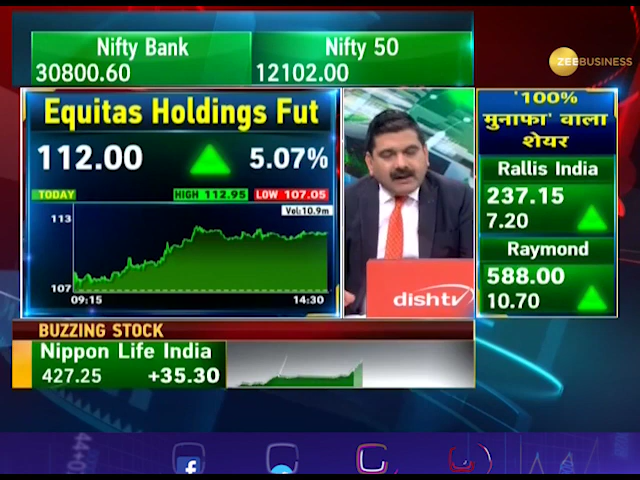 Nifty Bank
30800.60
Nifty 50
12102.00
ZEEBUSINESS
Equitas Holdings Fut
112.00
5.07%
TODAY
HIGH 112.95
LOW 107.05
Vol:10.9m
113
107
09:15
14:30
dishtv
'100%
मुनाफा' वाला
शेयर
Rallis India
237.15
7.20
Raymond
588.00
10.70
BUZZING STOCK
Nippon Life India
427.25
+35.30